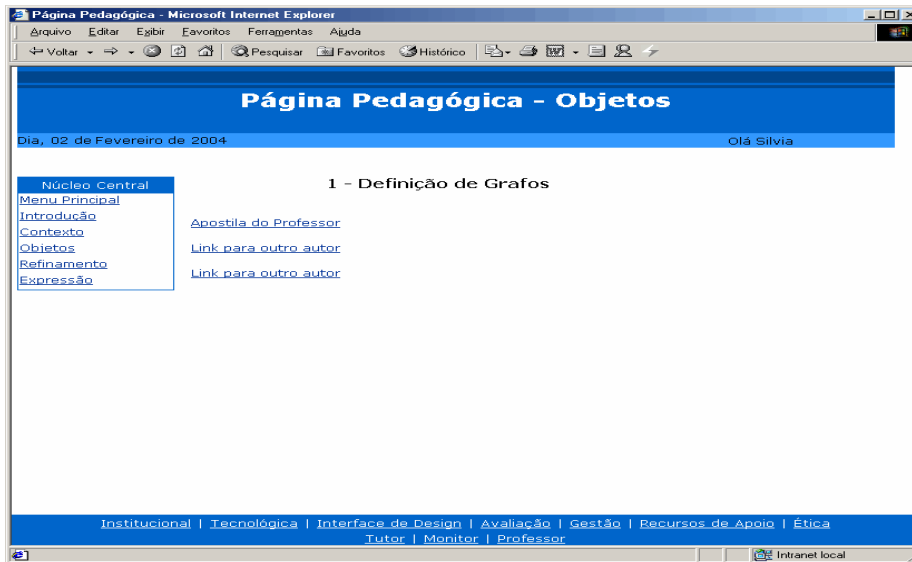 Página Pedagógica - Microsoft Internet Explorer
Arquivo Editar Exibir Favoritos Ferramentas Ajuda
Voltar Pesquisar Favoritos Histórico
Página Pedagógica - Objetos
Dia, 02 de Fevereiro de 2004 Olá Silvia
Núcleo Central
Menu Principal
Introdução
Contexto
Objetos
Refinamento
Expressão
1 - Definição de Grafos
Apostila do Professor
Link para outro autor
Link para outro autor
Institucional | Tecnológica | Interface de Design | Avaliação | Gestão | Recursos de Apoio | Ética
Tutor | Monitor | Professor
Intranet local